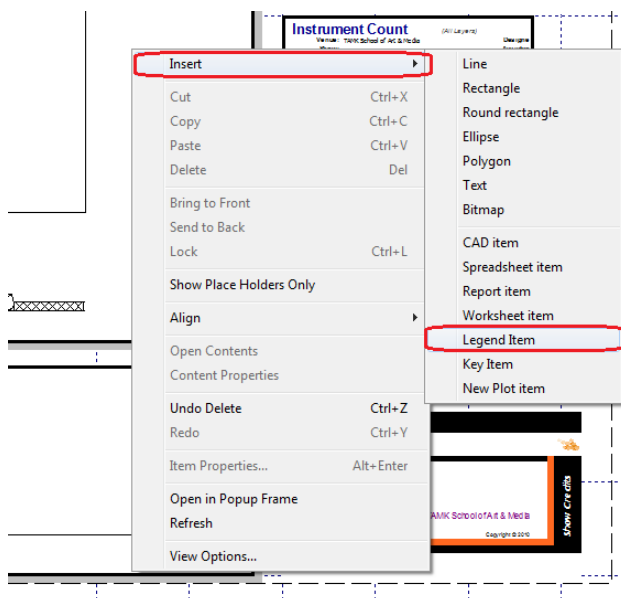 Instrument Count (All Layers)
Venue: TAMK School of Art & Media
Insert
Cut Ctrl+X
Copy Ctrl+C
Paste Ctrl+V
Delete Del
Bring to Front
Send to Back
Lock Ctrl+L
Show Place Holders Only
Align
Open Contents
Content Properties
Undo Delete Ctrl+Z
Redo Ctrl+Y
Item Properties... Alt+Enter
Open in Popup Frame
Refresh
View Options...
Line
Rectangle
Round rectangle
Ellipse
Polygon
Text
Bitmap
CAD item
Spreadsheet item
Report item
Worksheet item
Legend Item
Key Item
New Plot item
AMK School of Art & Media
Copyright © 2010
Show Credits